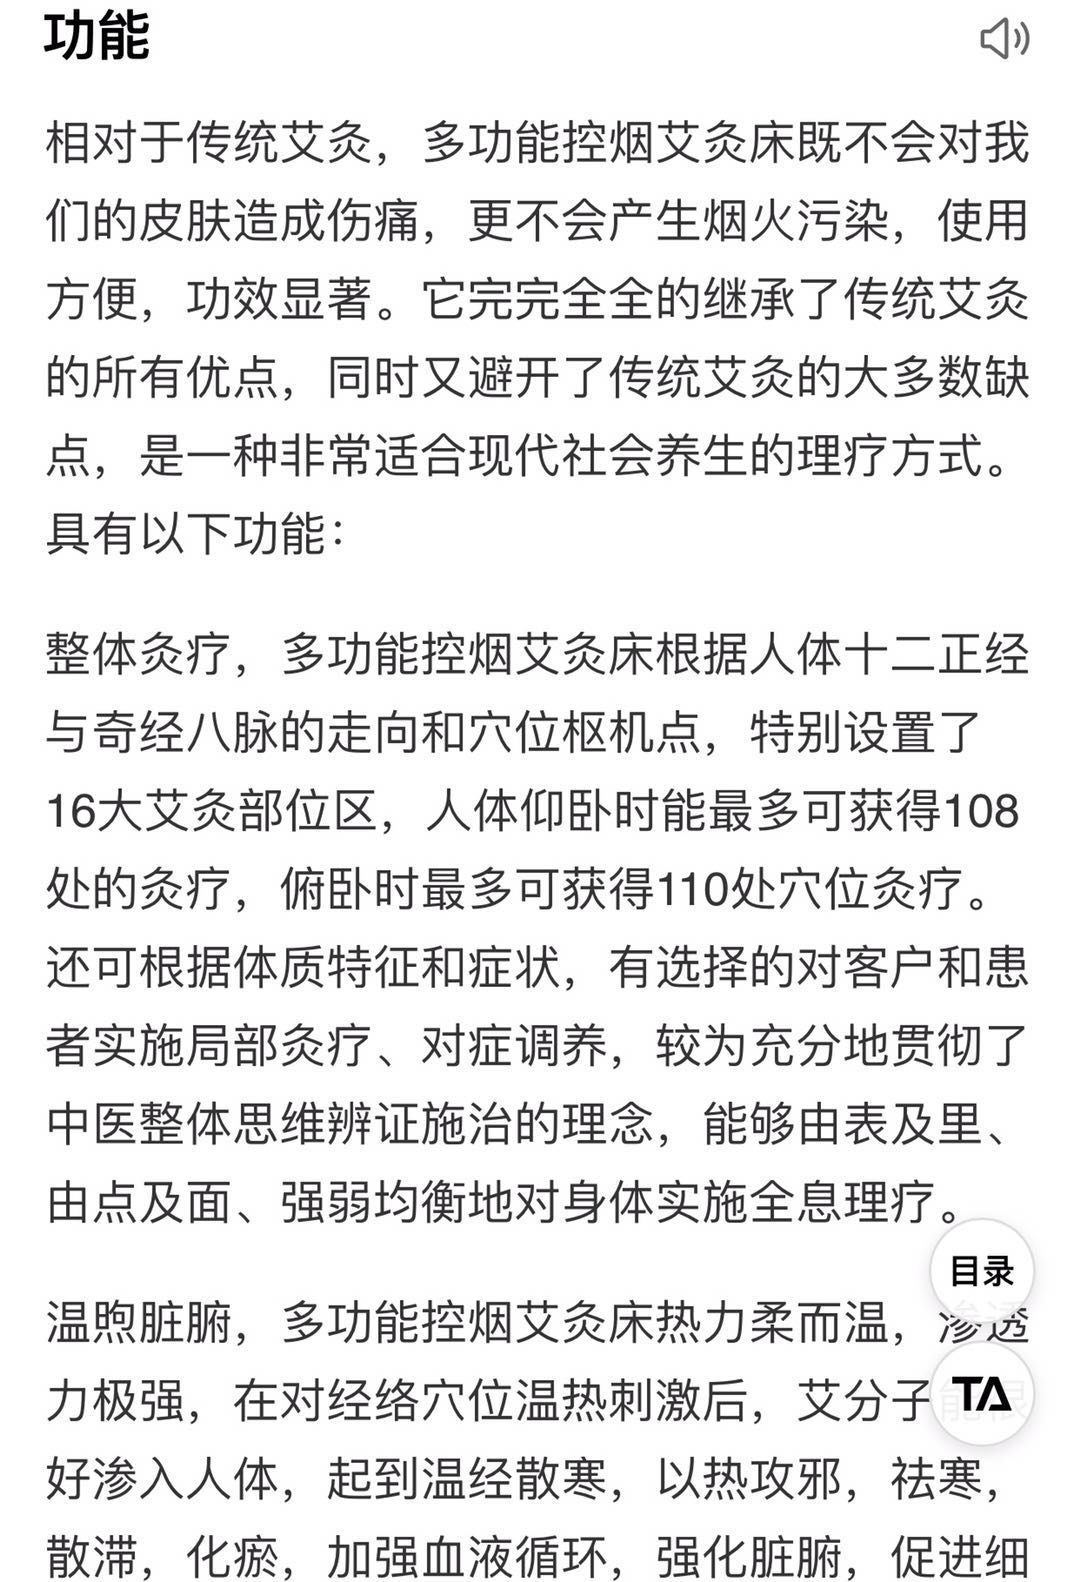 功能
相对于传统艾灸，多功能控烟艾灸床既不会对我
们的皮肤造成伤痛，更不会产生烟火污染，使用
方便，功效显著。它完完全全的继承了传统艾灸
的所有优点，同时又避开了传统艾灸的大多数缺
点，是一种非常适合现代社会养生的理疗方式。
具有以下功能：
整体灸疗，多功能控烟艾灸床根据人体十二正经
与奇经八脉的走向和穴位枢机点，特别设置了
16大艾灸部位区，人体仰卧时能最多可获得108
处的灸疗，俯卧时最多可获得110处穴位灸疗。
还可根据体质特征和症状，有选择的对客户和患
者实施局部灸疗、对症调养，较为充分地贯彻了
中医整体思维辨证施治的理念，能够由表及里、
由点及面、强弱均衡地对身体实施全息理疗。
目录
温煦脏腑，多功能控烟艾灸床热力柔而温，渗透
力极强，在对经络穴位温热刺激后，艾分子能很
TA
好渗入人体，起到温经散寒，以热攻邪，祛寒，
散滞，化瘀，加强血液循环，强化脏腑，促进细